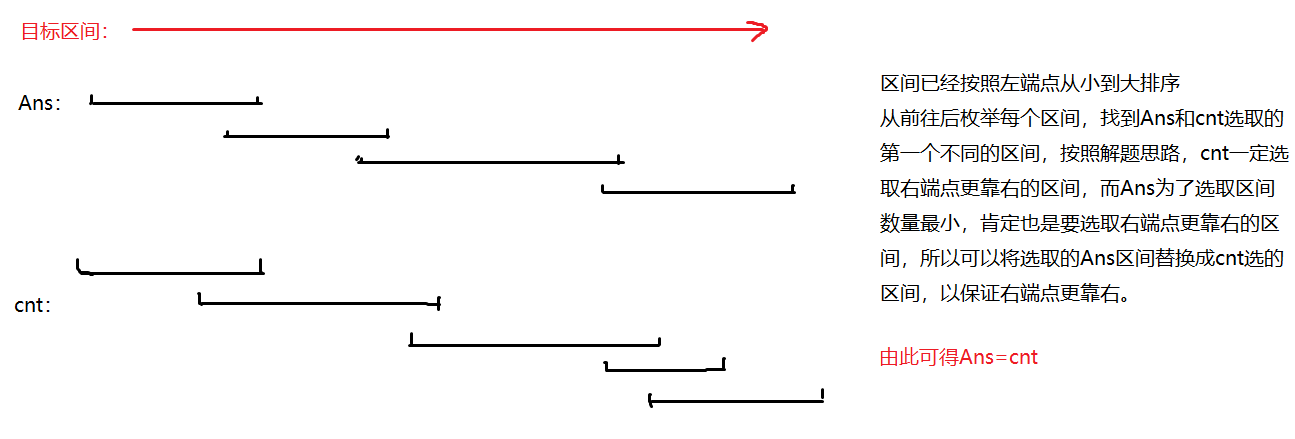 目标区间：
Ans：
cnt：
区间已经按照左端点从小到大排序
从前往后枚举每个区间，找到Ans和cnt选取的
第一个不同的区间，按照解题思路，cnt一定选
取右端点更靠右的区间，而Ans为了选取区间
数量最小，肯定也是要选取右端点更靠右的区
间，所以可以将选取的Ans区间替换成cnt选的
区间，以保证右端点更靠右。
由此可得Ans=cnt